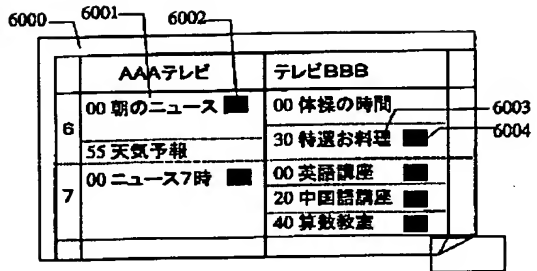 6000 6001 6002
AAAテレビ テレビBBB
6 00 朝のニュース 00 体操の時間
6003
30 特選お料理 6004
55 天気予報
7 00 ニュース7時 00 英語講座
20 中国語講座
40 算数教室